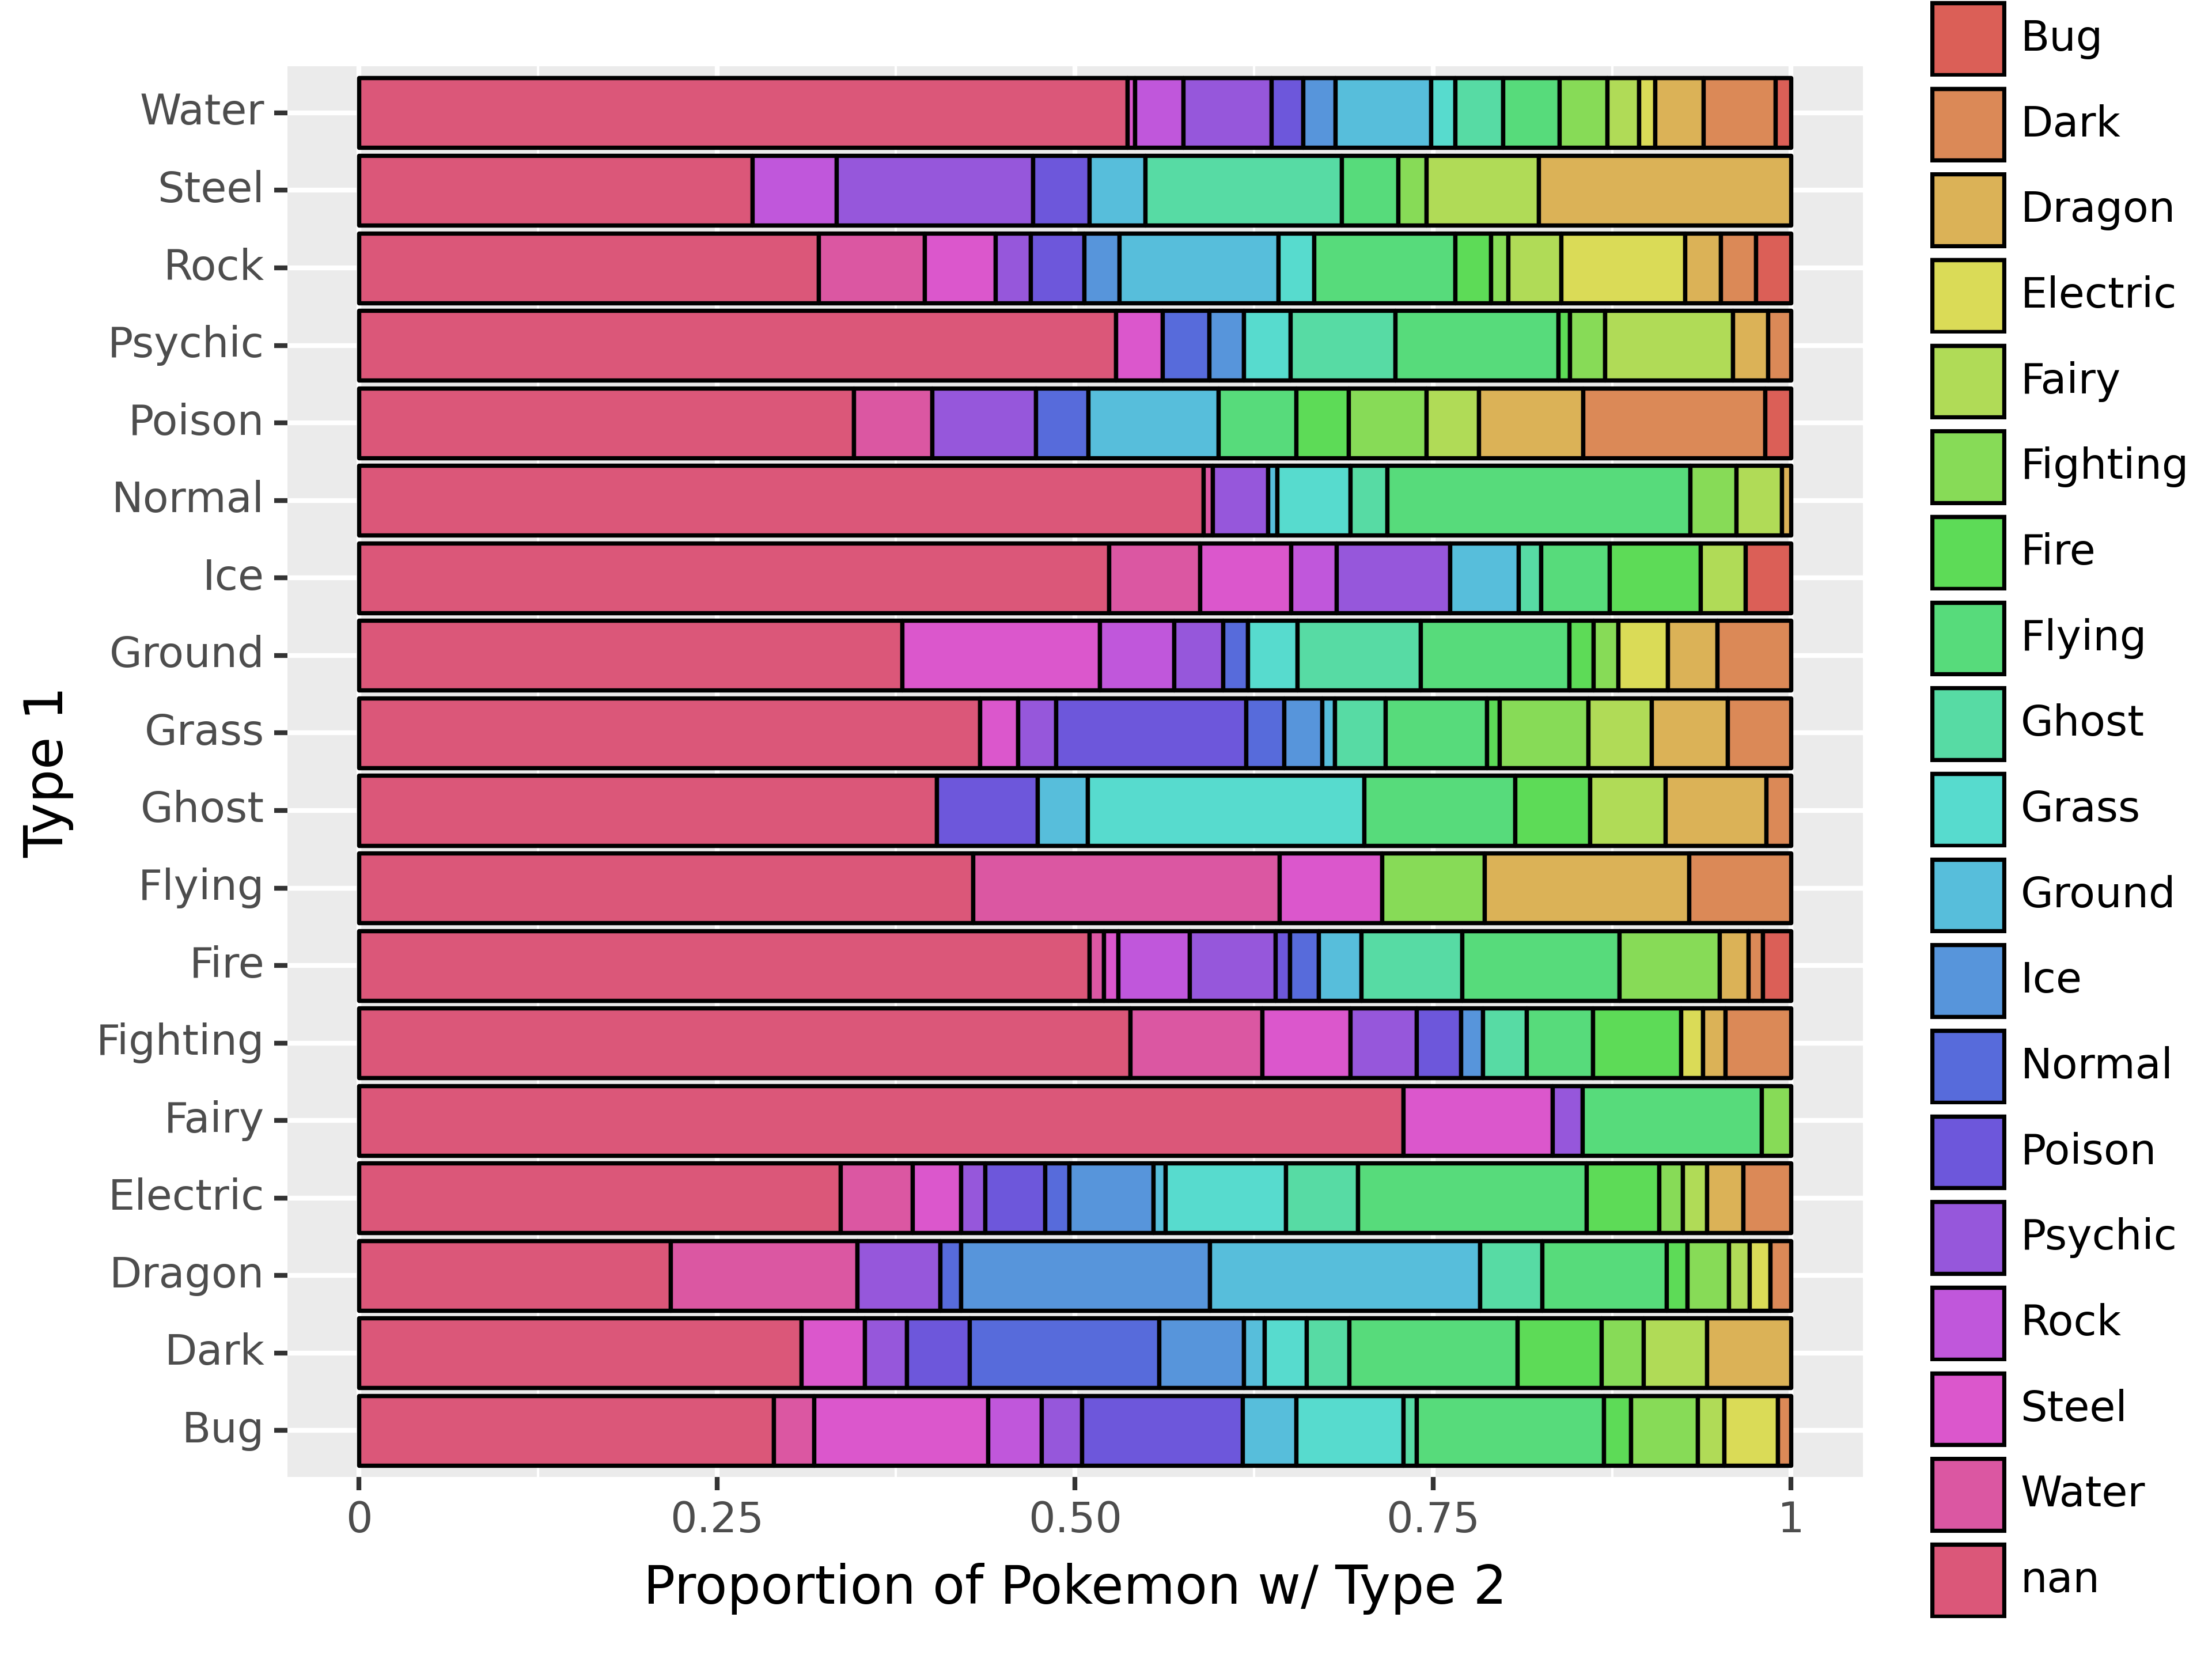 Water
Steel
Rock
Psychic
Poison
Normal
Ice
Ground
Grass
Ghost
Flying
Fire
Fighting
Fairy
Electric
Dragon
Dark
Bug
Type 1
0 0.25 0.50 0.75 1
Proportion of Pokemon w/ Type 2
Bug
Dark
Dragon
Electric
Fairy
Fighting
Fire
Flying
Ghost
Grass
Ground
Ice
Normal
Poison
Psychic
Rock
Steel
Water
nan